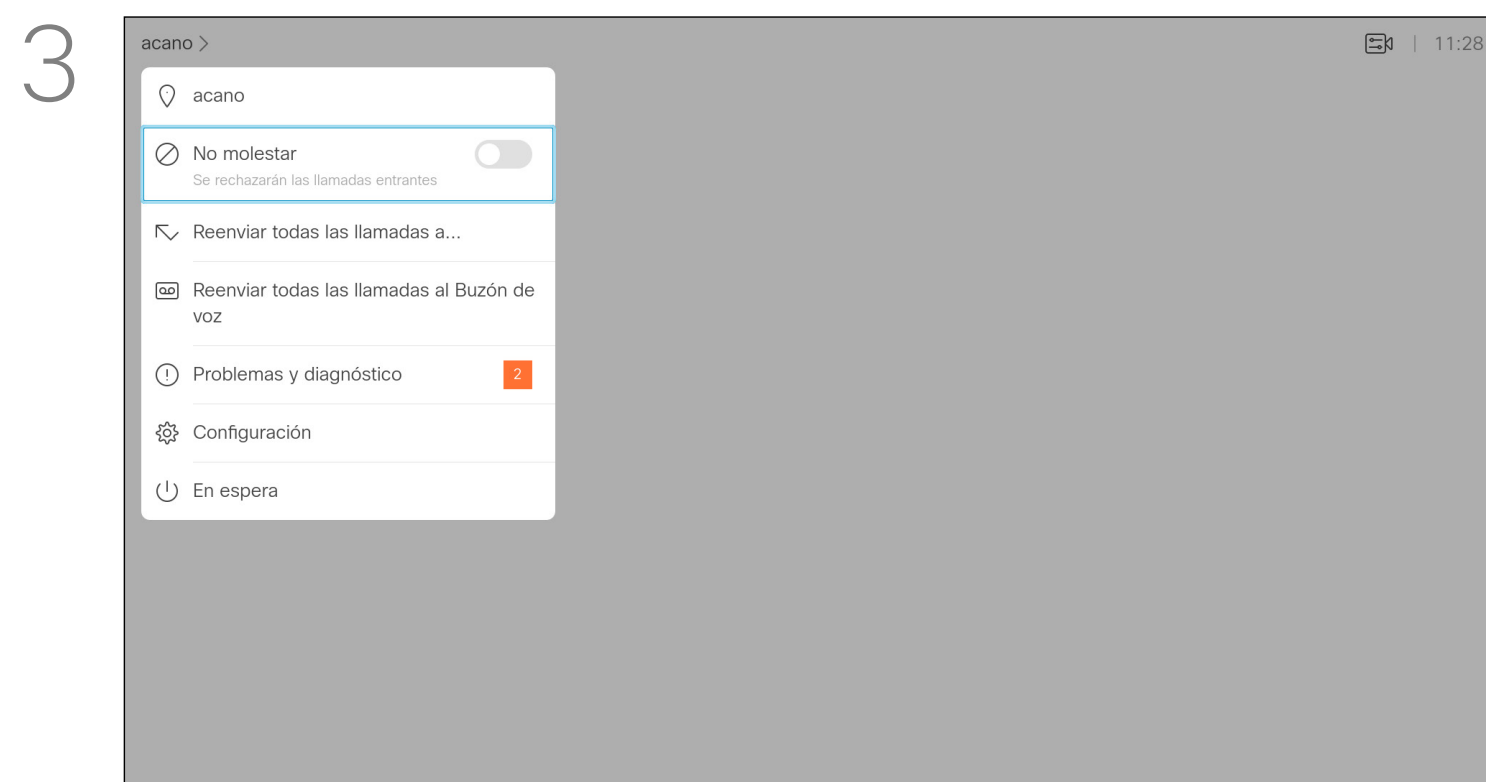 3
acano >
11:28
acano
No molestar
Se rechazarán las llamadas entrantes
Reenviar todas las llamadas a...
Reenviar todas las llamadas al Buzón de
voz
Problemas y diagnóstico 2
Configuración
En espera